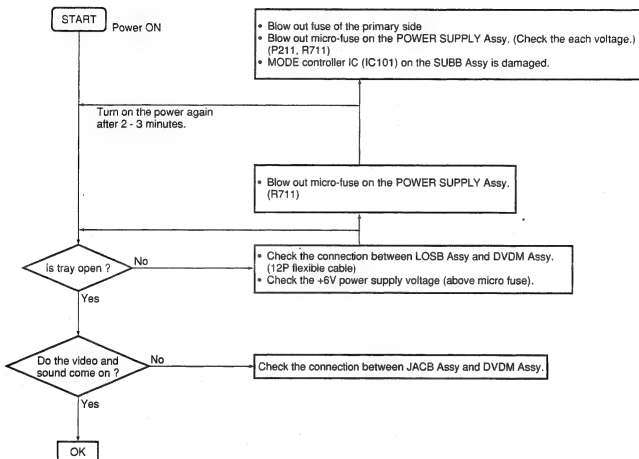 START
Power ON
• Blow out fuse of the primary side
• Blow out micro-fuse on the POWER SUPPLY Assy. (Check the each voltage.)
(P211, R711)
• MODE controller IC (IC101) on the SUBB Assy is damaged.
Turn on the power again
after 2 - 3 minutes.
• Blow out micro-fuse on the POWER SUPPLY Assy.
(R711)
Is tray open ?
No
• Check the connection between LOSB Assy and DVDM Assy.
(12P flexible cable)
• Check the +6V power supply voltage (above micro fuse).
Yes
Do the video and
sound come on ?
No
Check the connection between JACB Assy and DVDM Assy.
Yes
OK